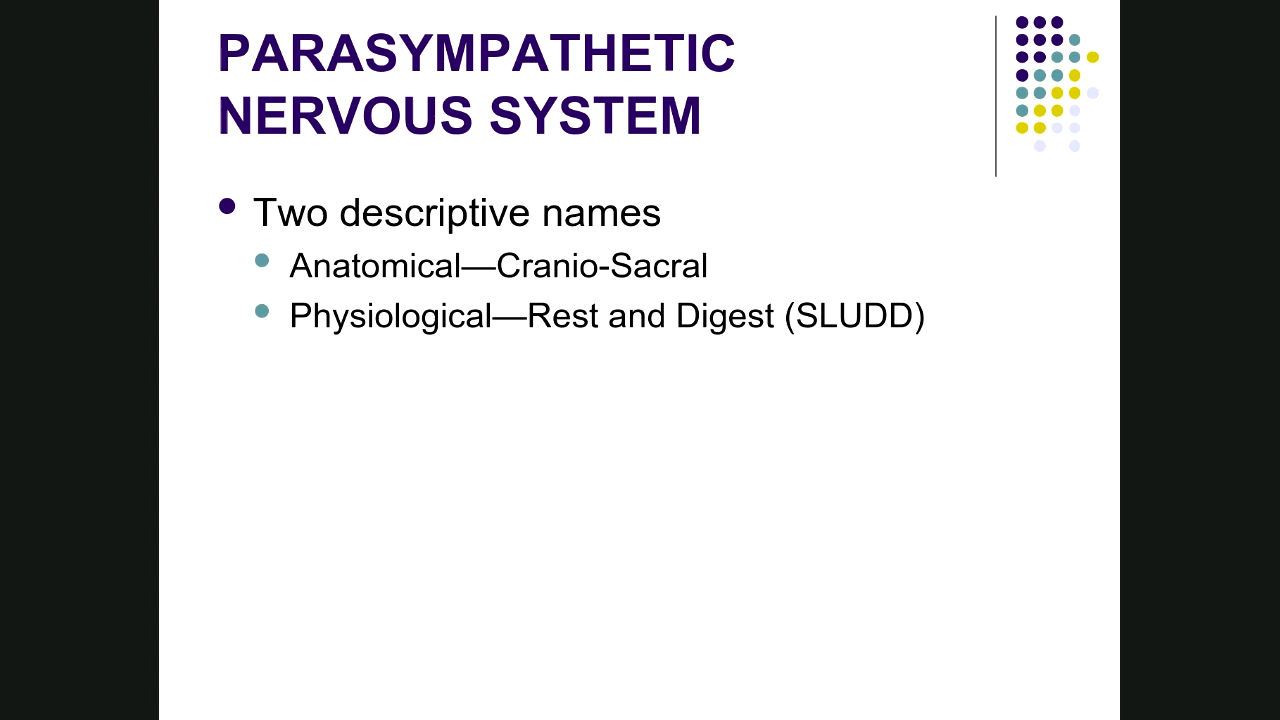 PARASYMPATHETIC
NERVOUS SYSTEM
Two descriptive names
Anatomical—Cranio-Sacral
Physiological—Rest and Digest (SLUDD)